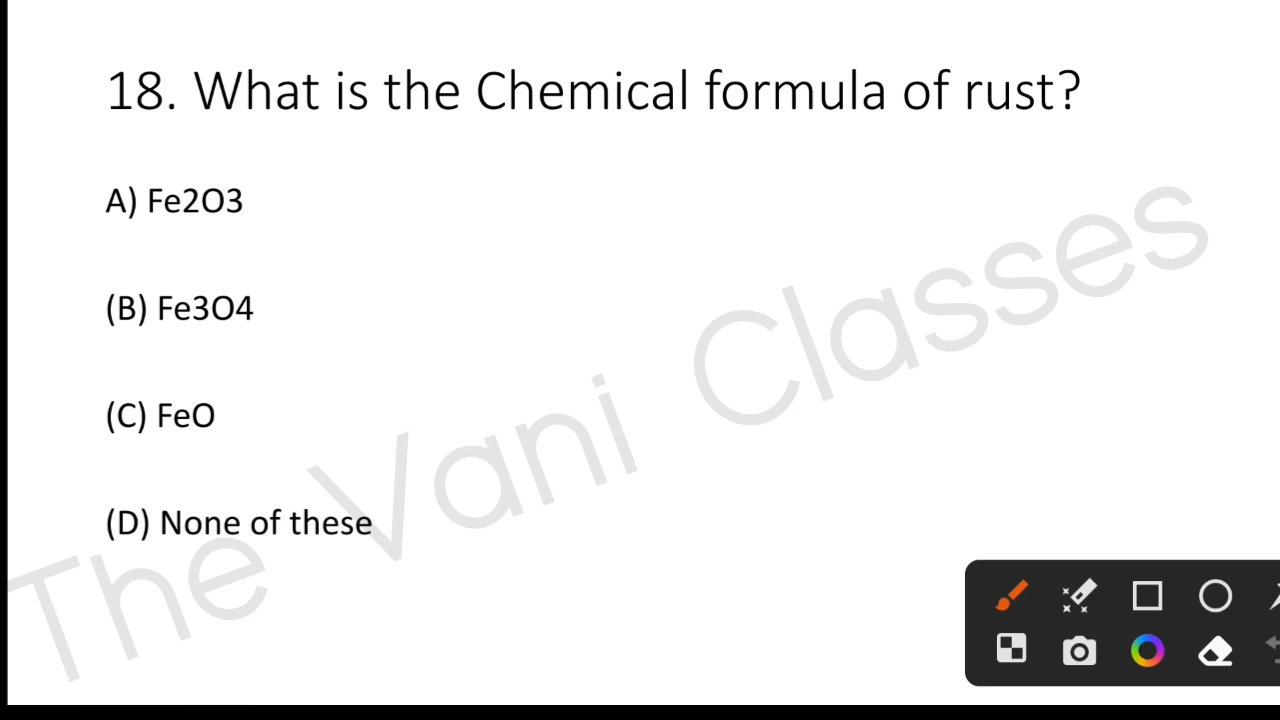 18. What is the Chemical formula of rust?
A) Fe2O3
(B) Fe3O4
(C) FeO
(D) None of these
The Vani Classes